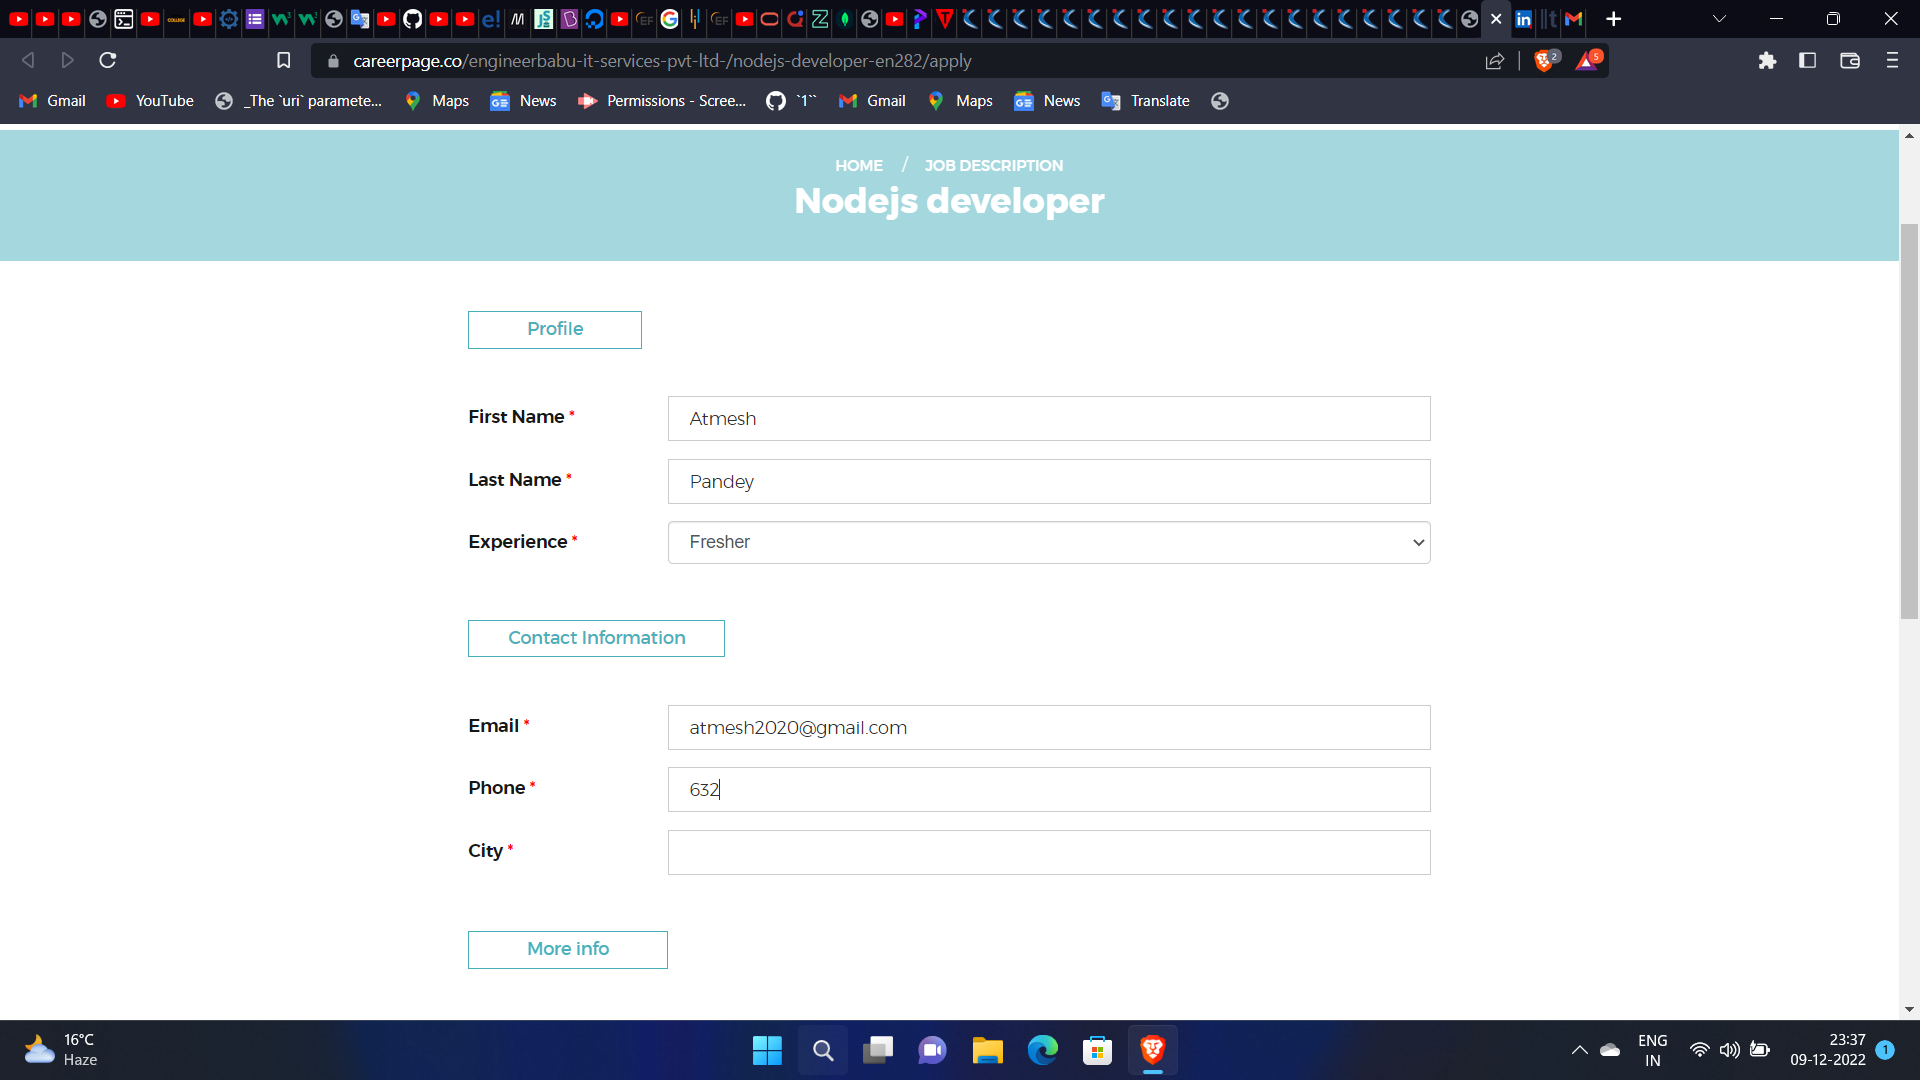 careerpage.co/engineerbabu-it-services-pvt-ltd-/nodejs-developer-en282/apply
2
5
Gmail
YouTube
_The `uri` paramete...
Maps
News
Permissions - Scree...
`1``
Gmail
Maps
News
Translate
HOME / JOB DESCRIPTION
Nodejs developer
Profile
First Name *
Atmesh
Last Name *
Pandey
Experience *
Fresher
Contact Information
Email *
atmesh2020@gmail.com
Phone *
632
City *
More info
16°C
Haze
ENG
IN
23:37
09-12-2022
1